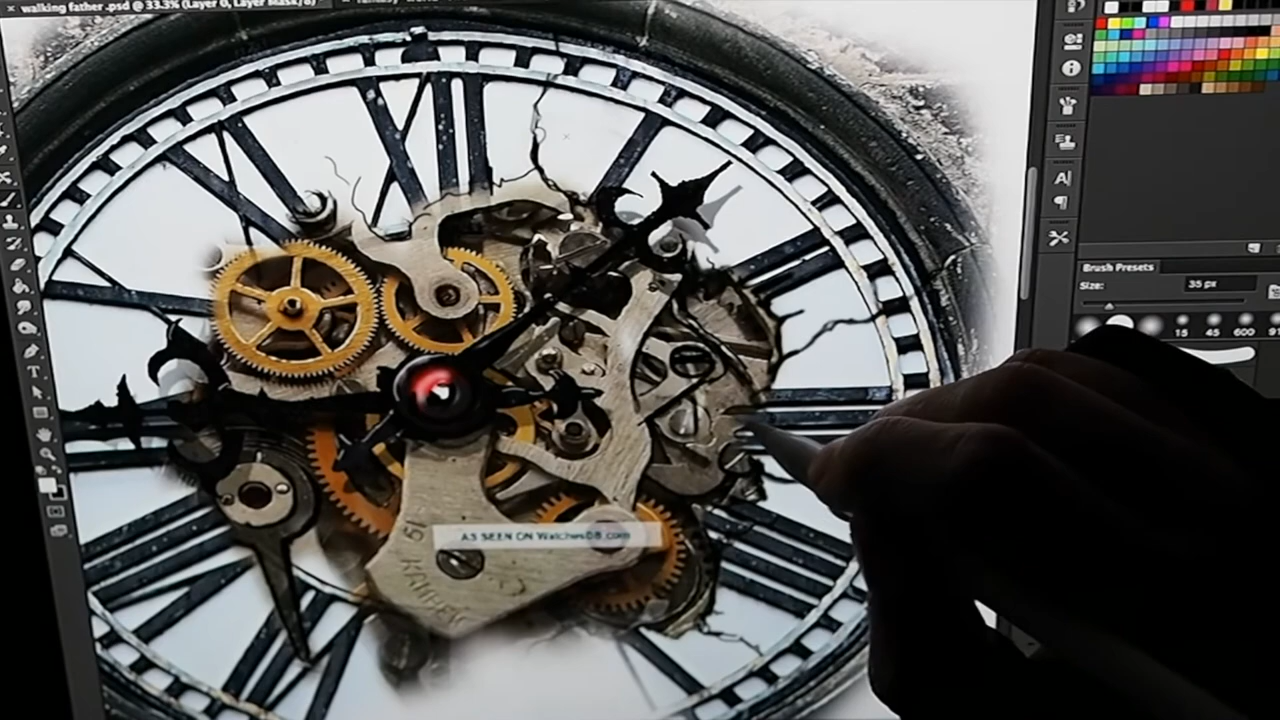 × walking father .psd @ 33.3% (Layer 0, Layer Mask/8)
Brush Presets
Size:
35 px
15 45 600
AS SEEN ON WatchesDB.com